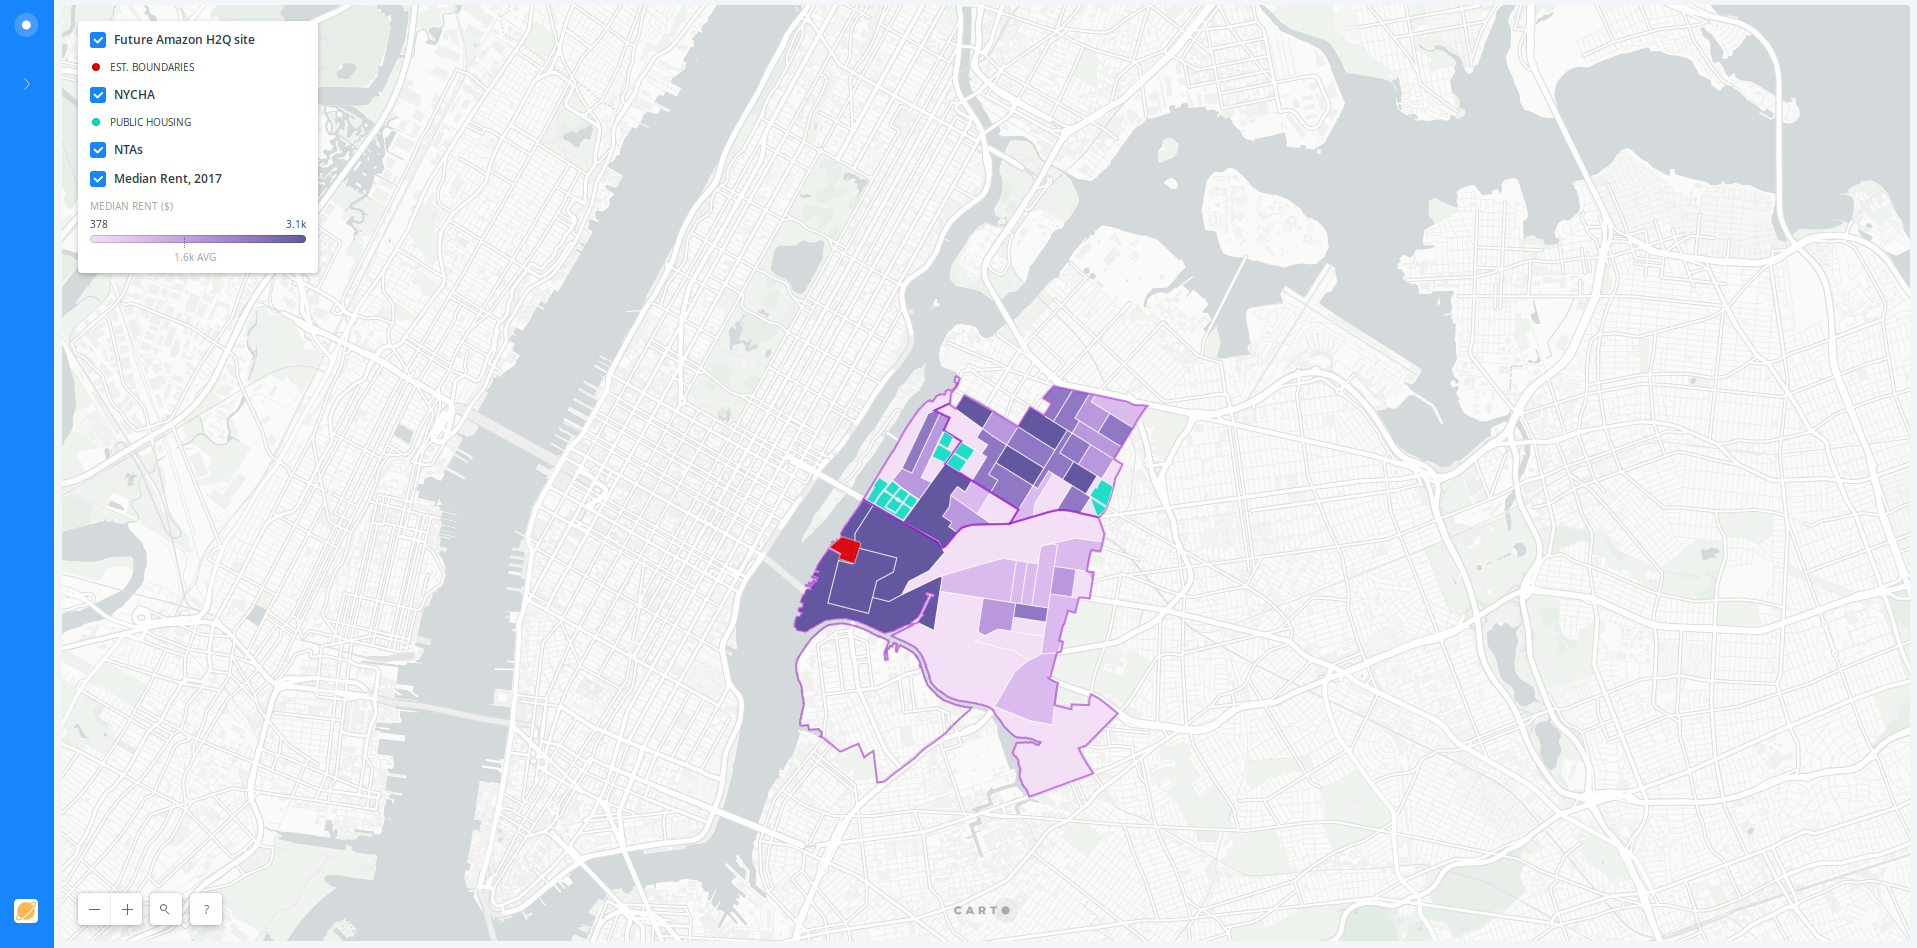 Future Amazon H2Q site
EST. BOUNDARIES
NYCHA
PUBLIC HOUSING
NTAs
Median Rent, 2017
MEDIAN RENT ($)
378 3.1k
1.6k AVG
?
CARTO